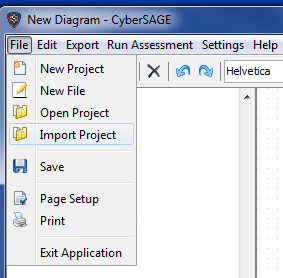 New Diagram - CyberSAGE
File Edit Export Run Assessment Settings Help
Helvetica
New Project
New File
Open Project
Import Project
Save
Page Setup
Print
Exit Application